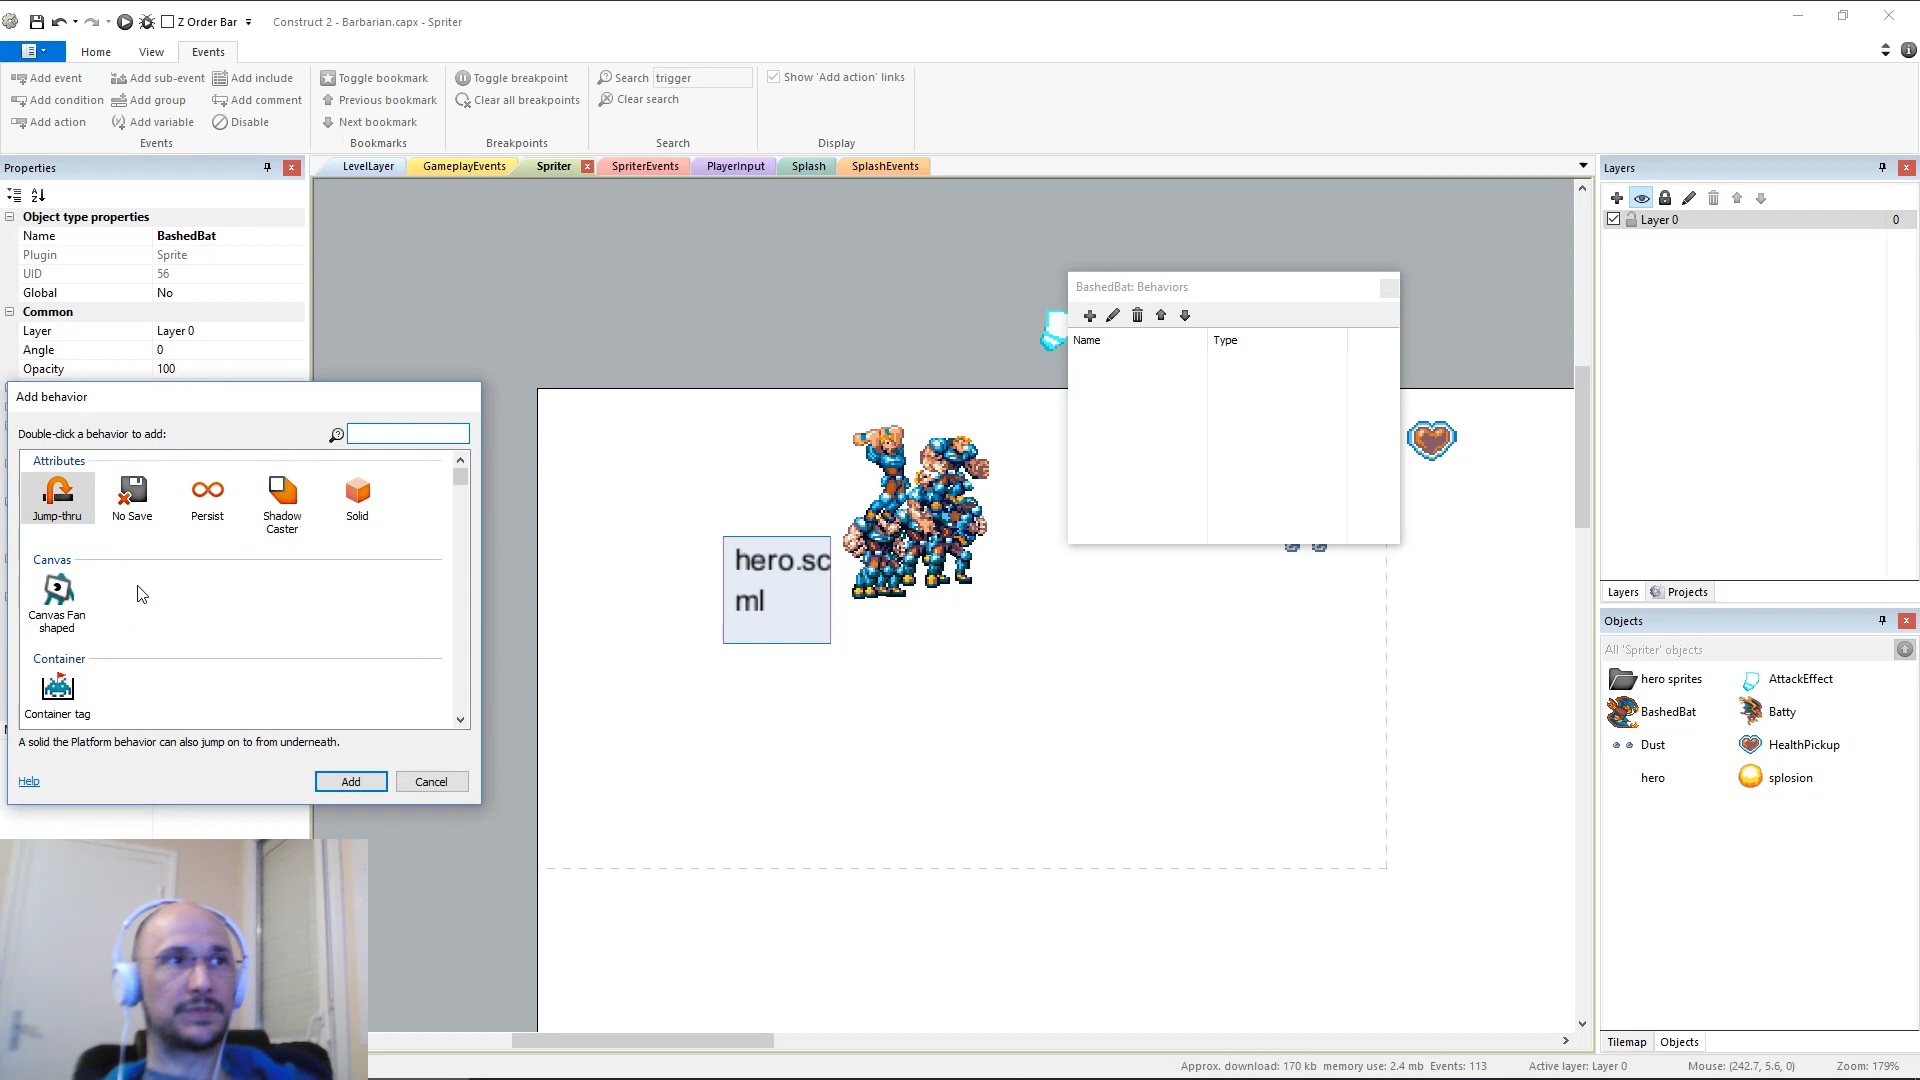 Z Order Bar
Construct 2 - Barbarian.capx - Spriter
Home View Events
Add event Add sub-event Add include
Add condition Add group Add comment
Add action Add variable Disable
Events
Toggle bookmark
Previous bookmark
Next bookmark
Bookmarks
Toggle breakpoint
Clear all breakpoints
Breakpoints
Search trigger
Clear search
Search
Show 'Add action' links
Display
Properties
LevelLayer GameplayEvents Spriter SpriterEvents PlayerInput Splash SplashEvents
Object type properties
Name BashedBat
Plugin Sprite
UID 56
Global No
Common
Layer Layer 0
Angle 0
Opacity 100
Add behavior
Double-click a behavior to add:
Attributes
Jump-thru No Save Persist Shadow Caster Solid
Canvas
Canvas Fan shaped
Container
Container tag
A solid the Platform behavior can also jump on to from underneath.
Help Add Cancel
BashedBat: Behaviors
Name Type
hero.sc
ml
Layers
Layer 0 0
Layers Projects
Objects
All 'Spriter' objects
hero sprites AttackEffect
BashedBat Batty
Dust HealthPickup
hero splosion
Tilemap Objects
Approx. download: 170 kb memory use: 2.4 mb Events: 113 Active layer: Layer 0 Mouse: (242.7, 5.6, 0) Zoom: 179%